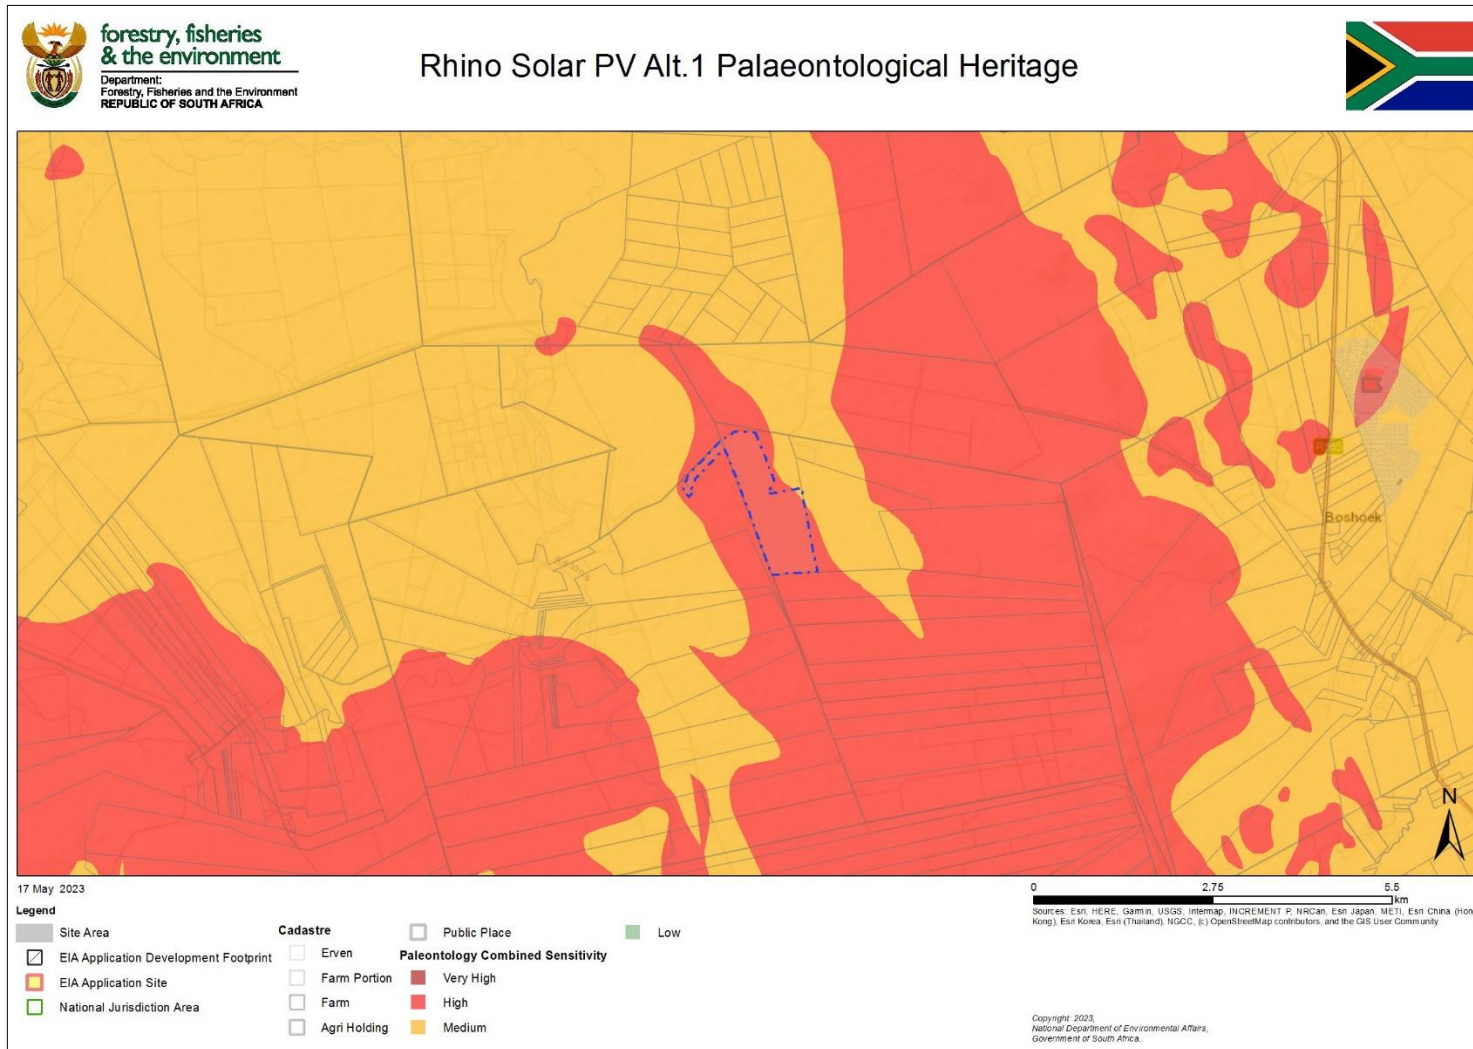 forestry, fisheries
& the environment
Department:
Forestry, Fisheries and the Environment
REPUBLIC OF SOUTH AFRICA
Rhino Solar PV Alt.1 Palaeontological Heritage
Boshoek
N
17 May 2023
0 2.75 5.5
km
Sources: Esri, HERE, Garmin, USGS, Intermap, INCREMENT P, NRCan, Esri Japan, METI, Esri China (Hon
Kong), Esri Korea, Esri (Thailand), NGCC, (c) OpenStreetMap contributors, and the GIS User Community
Legend
Site Area
EIA Application Development Footprint
EIA Application Site
National Jurisdiction Area
Cadastre
Erven
Farm Portion
Farm
Agri Holding
Public Place
Paleontology Combined Sensitivity
Very High
High
Medium
Low
Copyright: 2023,
National Department of Environmental Affairs,
Government of South Africa.